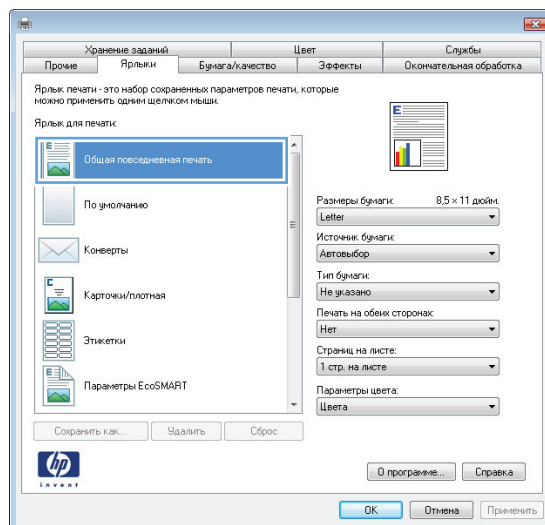 Хранение заданий
Цвет
Службы
Прочие
Ярлыки
Бумага/качество
Эффекты
Окончательная обработка
Ярлык печати - это набор сохраненных параметров печати, которые
можно применить одним щелчком мыши.
Ярлык для печати:
Общая повседневная печать
По умолчанию
Конверты
Карточки/плотная
Этикетки
Параметры EcoSMART
Сохранить как...
Удалить
Сброс
Размеры бумаги: 8,5 × 11 дюйм.
Letter
Источник бумаги:
Автовыбор
Тип бумаги:
Не указано
Печать на обеих сторонах:
Нет
Страниц на листе:
1 стр. на листе
Параметры цвета:
Цвета
hp
invent
О программе...
Справка
OK
Отмена
Применить